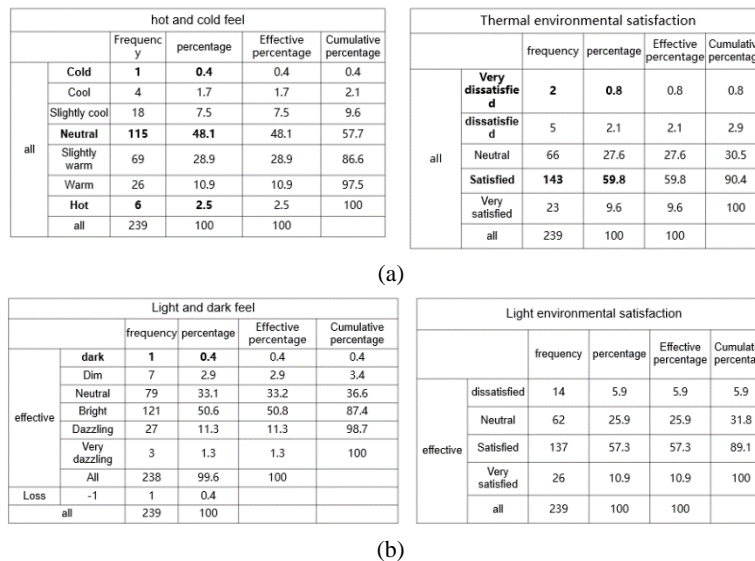 hot and cold feel
Frequenc
y percentage Effective
percentage Cumulative
percentage
all
Cold 1 0.4 0.4 0.4
Cool 4 1.7 1.7 2.1
Slightly cool 18 7.5 7.5 9.6
Neutral 115 48.1 48.1 57.7
Slightly
warm 69 28.9 28.9 86.6
Warm 26 10.9 10.9 97.5
Hot 6 2.5 2.5 100
all 239 100 100
Thermal environmental satisfaction
frequency percentage Effective
percentage Cumulati
percenta
all
Very
dissatisfie
d 2 0.8 0.8 0.8
dissatisfie
d 5 2.1 2.1 2.9
Neutral 66 27.6 27.6 30.5
Satisfied 143 59.8 59.8 90.4
Very
satisfied 23 9.6 9.6 100
all 239 100 100
(a)
Light and dark feel
frequency percentage Effective
percentage Cumulative
percentage
effective
dark 1 0.4 0.4 0.4
Dim 7 2.9 2.9 3.4
Neutral 79 33.1 33.2 36.6
Bright 121 50.6 50.8 87.4
Dazzling 27 11.3 11.3 98.7
Very
dazzling 3 1.3 1.3 100
All 238 99.6 100
Loss -1 1 0.4
all 239 100
Light environmental satisfaction
frequency percentage Effective
percentage Cumulati
percenta
effective
dissatisfied 14 5.9 5.9 5.9
Neutral 62 25.9 25.9 31.8
Satisfied 137 57.3 57.3 89.1
Very
satisfied 26 10.9 10.9 100
all 239 100 100
(b)